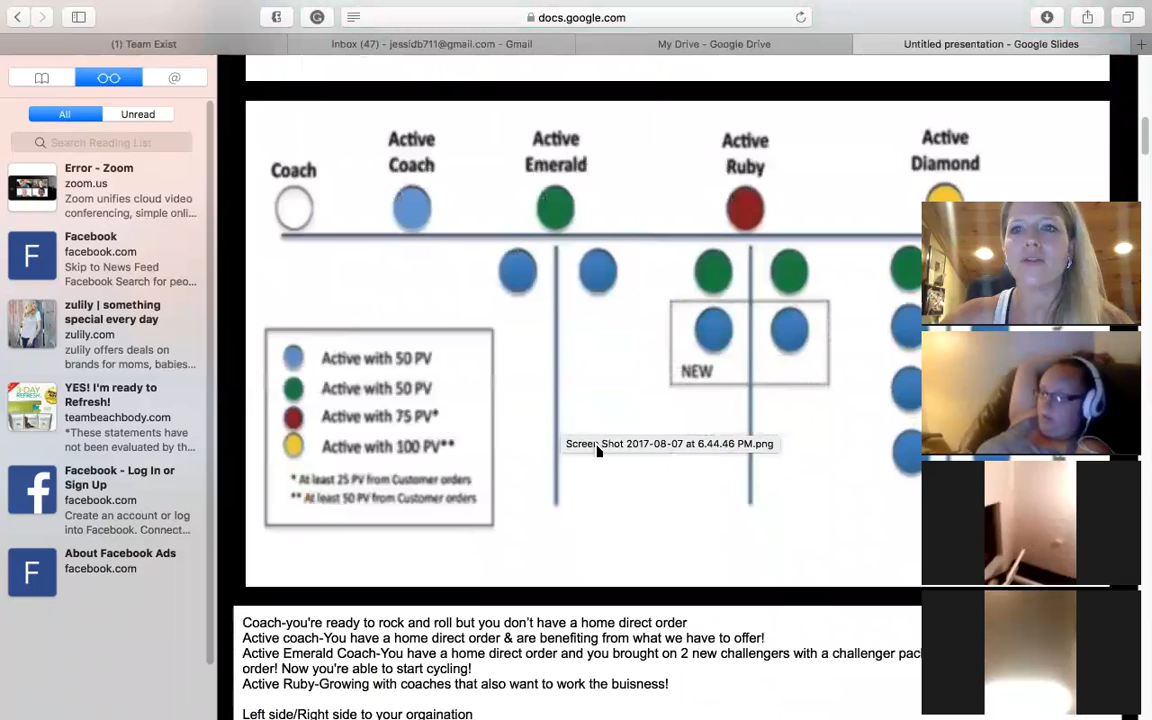 docs.google.com
(1) Team Exist
Inbox (47) - jessidb711@gmail.com - Gmail
My Drive - Google Drive
Untitled presentation - Google Slides
All
Unread
Search Reading List
Error - Zoom
zoom.us
Zoom unifies cloud video
conferencing, simple onli...
Facebook
facebook.com
Skip to News Feed
Facebook Search for peo...
zulily | something
special every day
zulily.com
zulily offers deals on
brands for moms, babies...
YES! I'm ready to
Refresh!
teambeachbody.com
*These statements have
not been evaluated by th...
Facebook - Log In or
Sign Up
facebook.com
Create an account or log
into Facebook. Connect...
About Facebook Ads
facebook.com
Coach
Active
Coach
Active
Emerald
Active
Ruby
Active
Diamond
NEW
Active with 50 PV
Active with 50 PV
Active with 75 PV*
Active with 100 PV**
* At least 25 PV from Customer orders
** At least 50 PV from Customer orders
Screen Shot 2017-08-07 at 6.44.46 PM.png
Coach-you're ready to rock and roll but you don't have a home direct order
Active coach-You have a home direct order & are benefiting from what we have to offer!
Active Emerald Coach-You have a home direct order and you brought on 2 new challengers with a challenger pac
order! Now you're able to start cycling!
Active Ruby-Growing with coaches that also want to work the buisness!
Left side/Right side to your orgaination